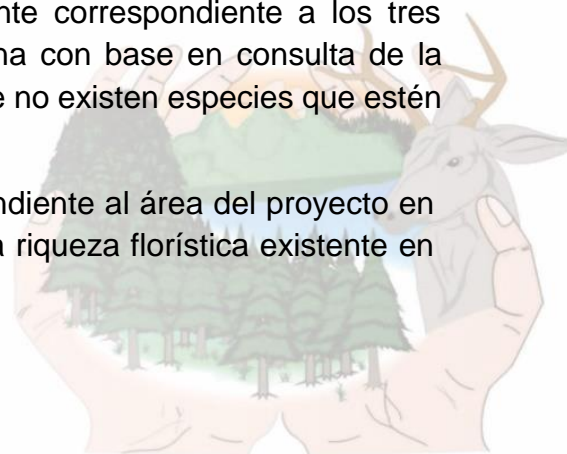 nte correspondiente a los tres
na con base en consulta de la
e no existen especies que estén
ndiente al área del proyecto en
a riqueza florística existente en